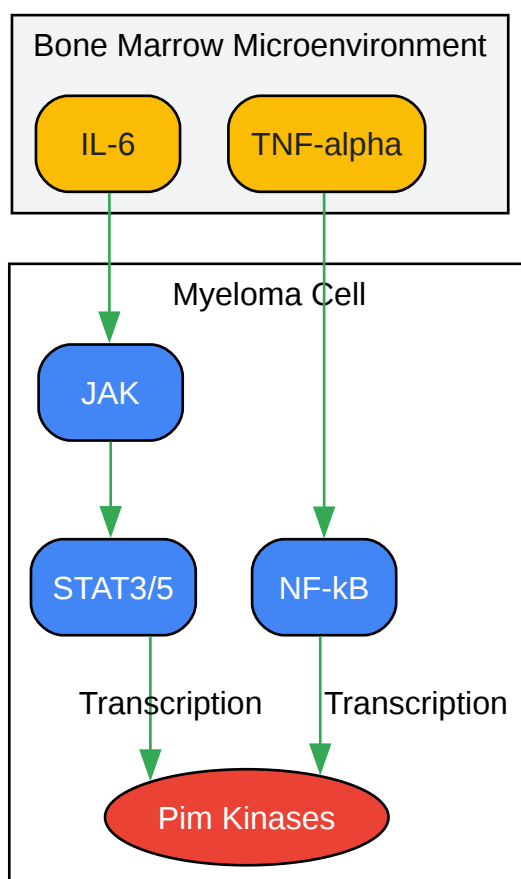 Bone Marrow Microenvironment
IL-6
TNF-alpha
Myeloma Cell
JAK
STAT3/5
NF-kB
Transcription
Transcription
Pim Kinases